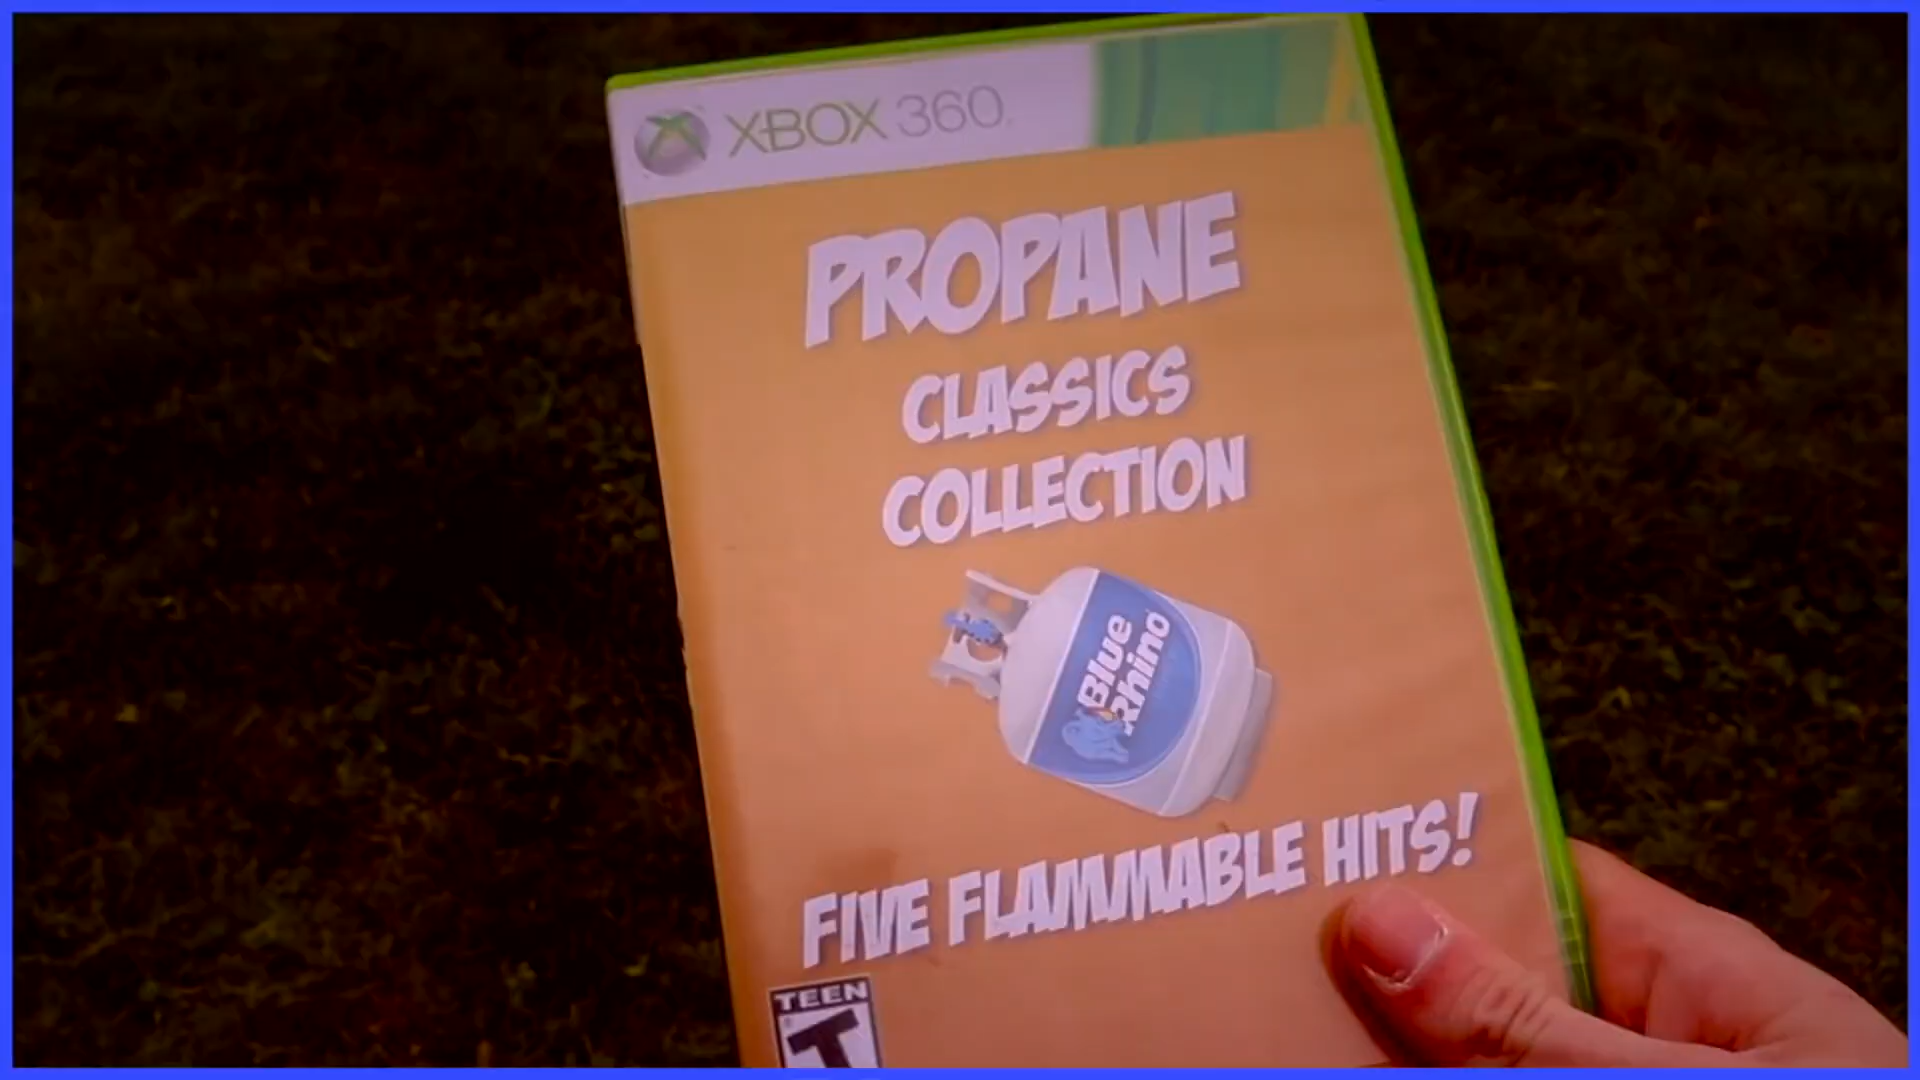 XBOX 360
PROPANE
CLASSICS
COLLECTION
Blue
Rhino
FIVE FLAMMABLE HITS!
TEEN
T